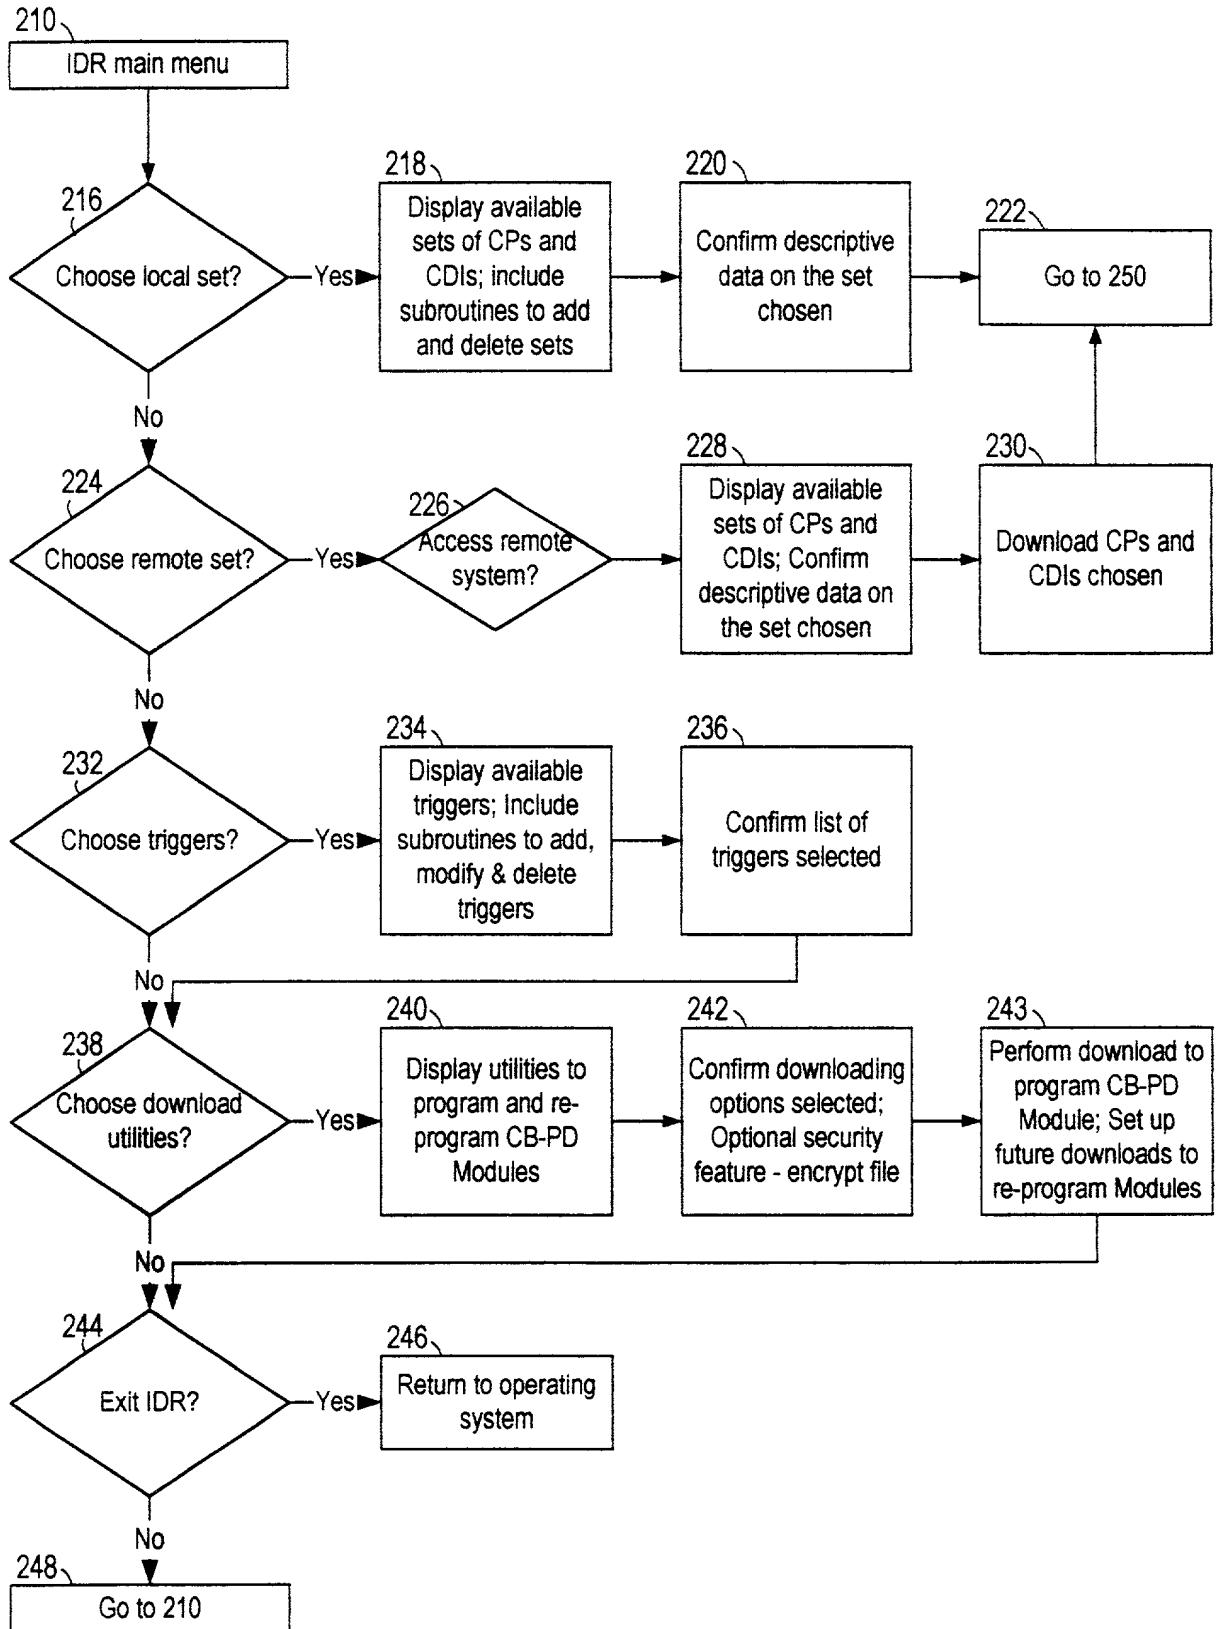 210
IDR main menu
216
Choose local set?
Yes
218
Display available
sets of CPs and
CDIs; include
subroutines to add
and delete sets
220
Confirm descriptive
data on the set
chosen
222
Go to 250
No
224
Choose remote set?
Yes
226
Access remote
system?
228
Display available
sets of CPs and
CDIs; Confirm
descriptive data on
the set chosen
230
Download CPs and
CDIs chosen
No
232
Choose triggers?
Yes
234
Display available
triggers; Include
subroutines to add,
modify & delete
triggers
236
Confirm list of
triggers selected
No
238
Choose download
utilities?
Yes
240
Display utilities to
program and re-
program CB-PD
Modules
242
Confirm downloading
options selected;
Optional security
feature - encrypt file
243
Perform download to
program CB-PD
Module; Set up
future downloads to
re-program Modules
No
244
Exit IDR?
Yes
246
Return to operating
system
No
248
Go to 210